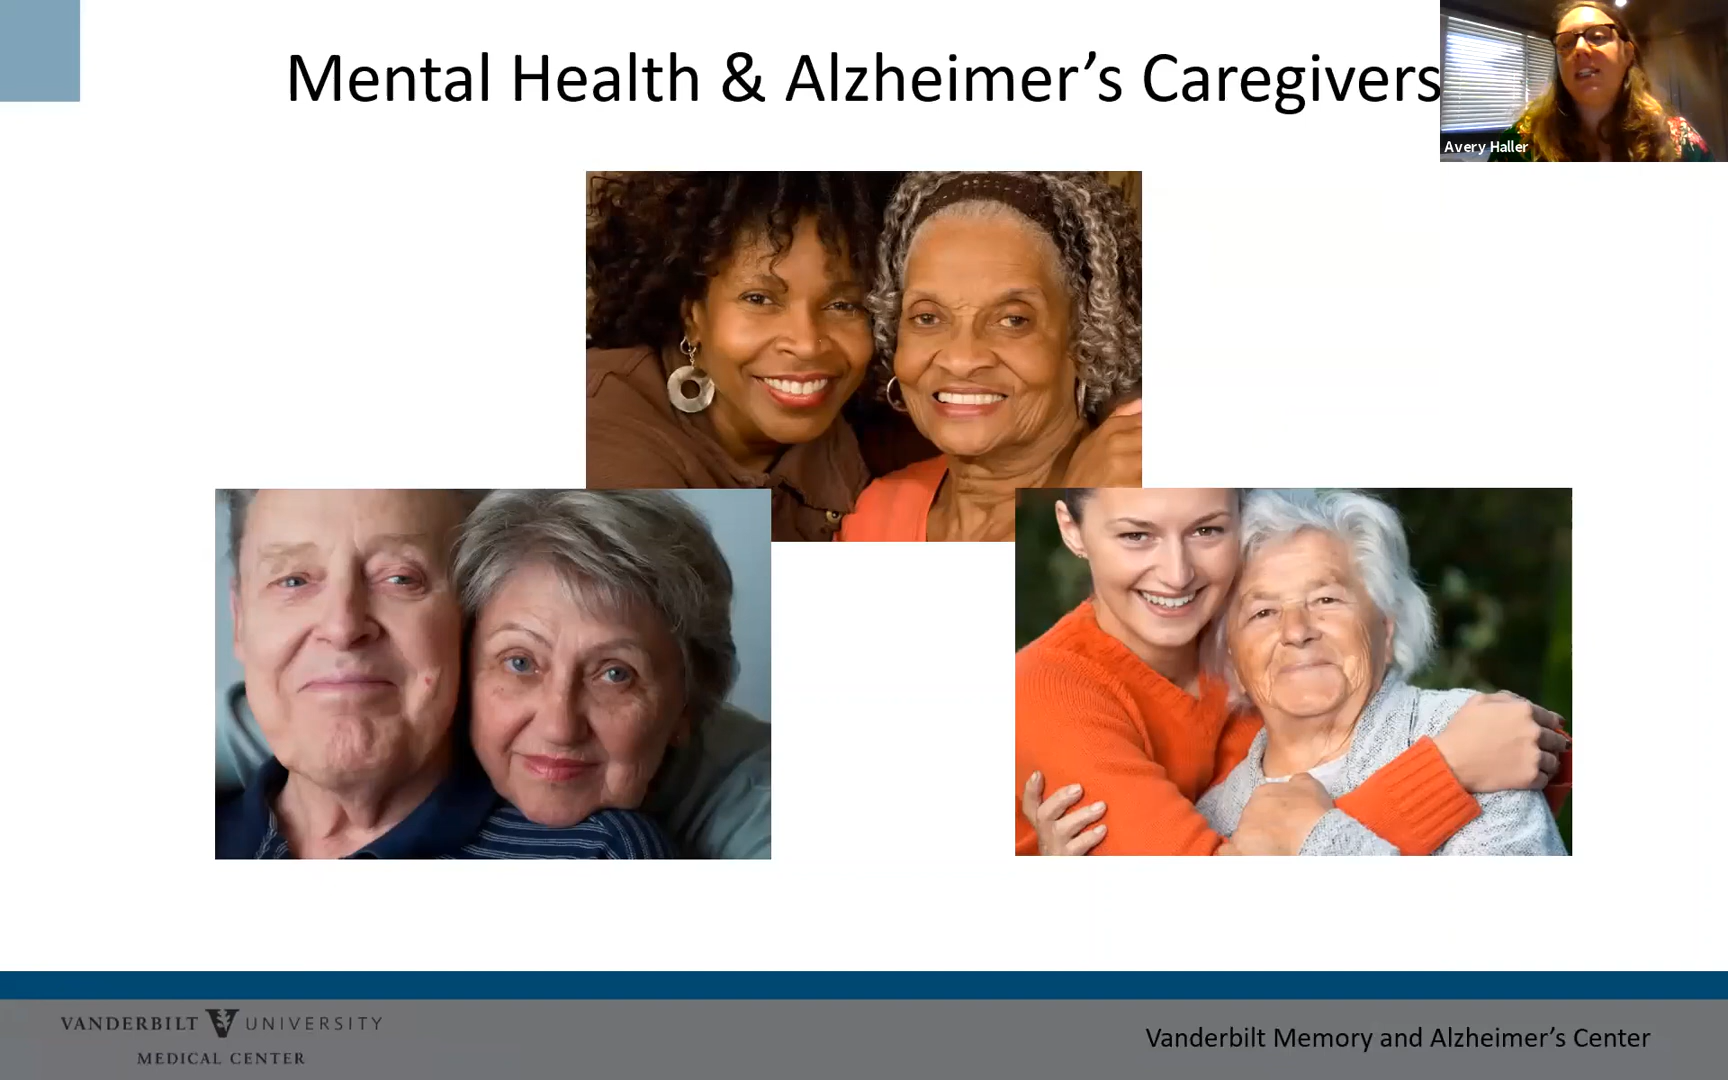 Mental Health & Alzheimer’s Caregivers
Avery Haller
VANDERBILT V UNIVERSITY
MEDICAL CENTER
Vanderbilt Memory and Alzheimer’s Center